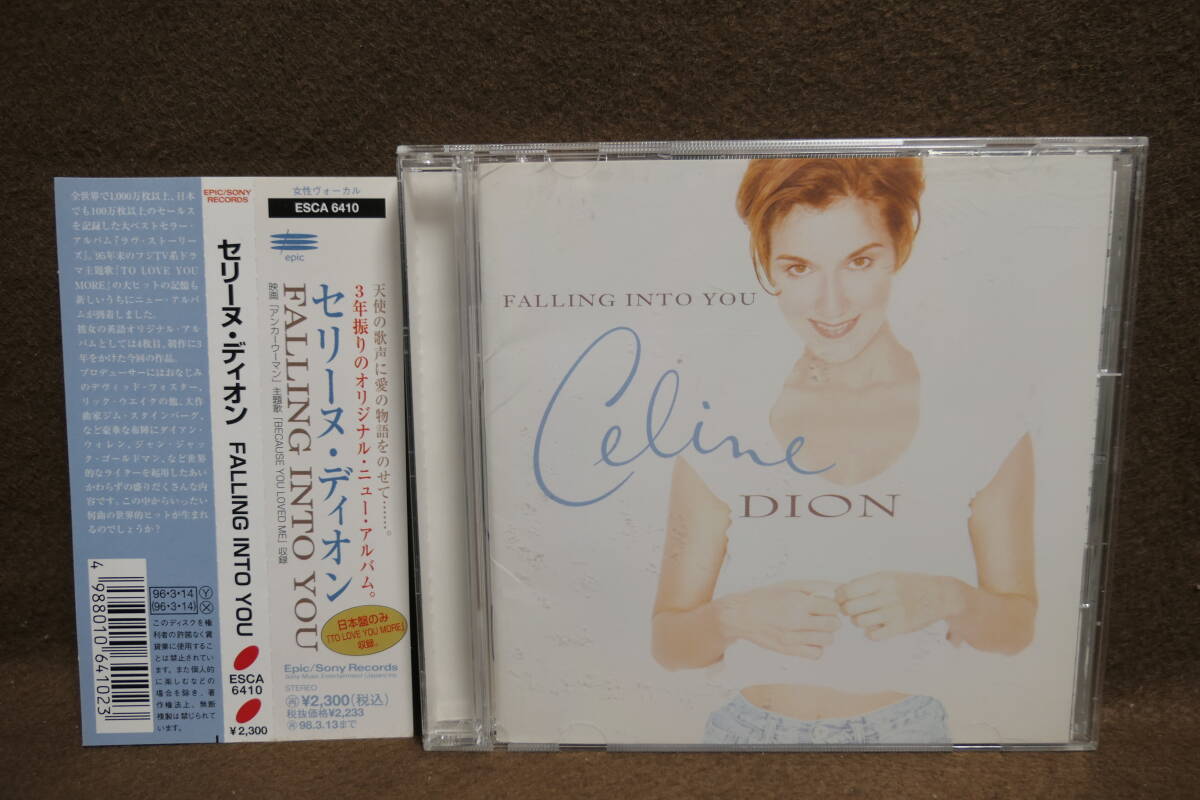 全世界で1,000万枚以上、日本
でも100万枚以上のセールス
を記録した大ベストセラー・
アルバム『ラヴ・ストーリー
ズ』。'95年末のフジTV系ドラ
マ主題歌「TO LOVE YOU
MORE」の大ヒットの記憶も
新しいうちにニュー・アルバ
ムが到着しました。
彼女の英語オリジナル・アル
バムとしては4枚目、制作に3
年をかけた今回の作品。
プロデューサーにはおなじみ
のデヴィッド・フォスター、
リック・ウエイクの他、大作
曲家ジム・スタインバーグ、
など豪華な布陣にダイアン・
ウォレン、ジャン・ジャッ
ク・ゴールドマン、など世界
的なライターを起用したあい
かわらずの盛りだくさんな内
容です。この中からいったい
何曲の世界的ヒットが生まれ
るのでしょうか？
4 988010 641023
96・3・14 Ⓨ
(96・3・14)
このディスクを権
利者の許諾なく賃
貸業に使用するこ
とは禁止されてい
ます。また個人的
に楽しむなどの
場合を除き、著
作権法上、無断
複製は禁じられて
います。
EPIC/SONY
RECORDS
セリーヌ・ディオン FALLING INTO YOU
ESCA
6410
¥2,300
女性ヴォーカル
ESCA 6410
epic
天使の歌声に愛の物語をのせて……。
3年振りのオリジナル・ニュー・アルバム。
セリーヌ・ディオン
FALLING INTO YOU
映画「アンカーウーマン」主題歌「BECAUSE YOU LOVED ME」収録
日本盤のみ
「TO LOVE YOU MORE」
収録。
Epic/Sony Records
Sony Music Entertainment (Japan) Inc.
STEREO
㋐¥2,300(税込)
税抜価格¥2,233
㋐98.3.13まで
FALLING INTO YOU
Celine
DION